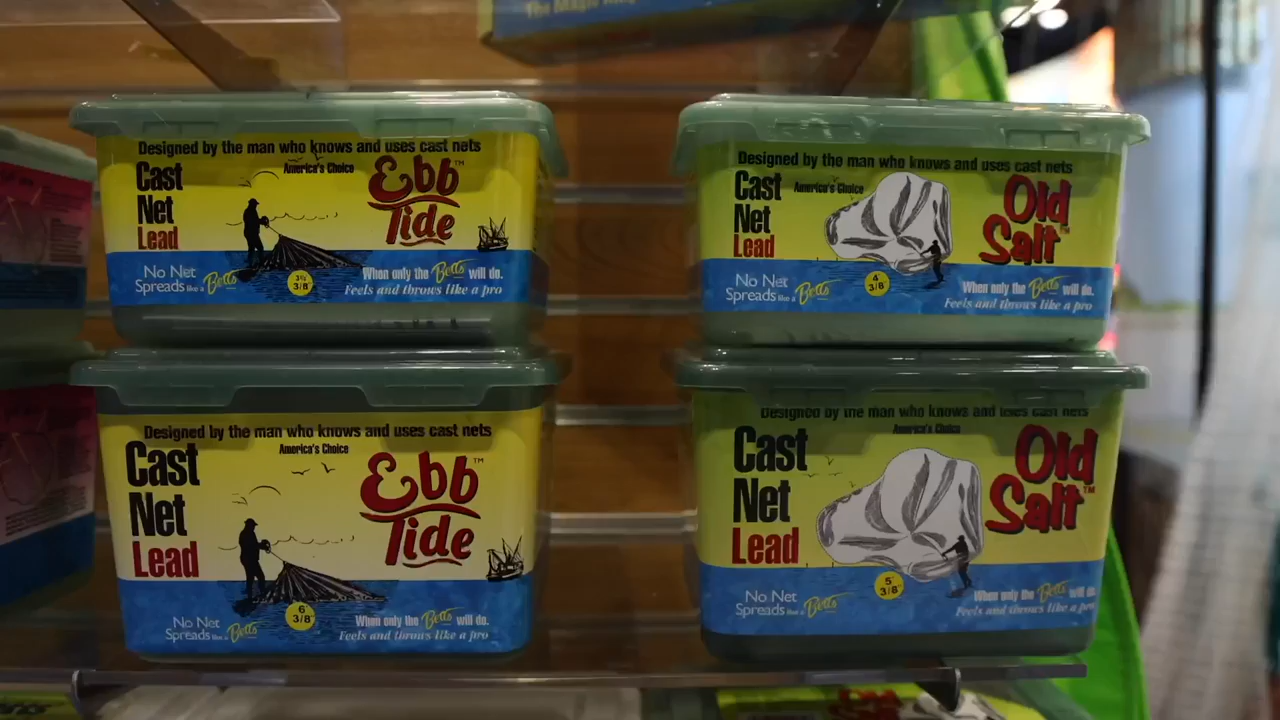 The Magic
Designed by the man who knows and uses cast nets
America's Choice
Cast
Net
Lead
Ebb™
Tide
No Net
Spreads like a Betts
3/8"
When only the Betts will do.
Feels and throws like a pro
Designed by the man who knows and uses cast nets
America's Choice
Cast
Net
Lead
Old
Salt™
No Net
Spreads like a Betts
4'
3/8"
When only the Betts will do.
Feels and throws like a pro
Designed by the man who knows and uses cast nets
America's Choice
Cast
Net
Lead
Ebb™
Tide
No Net
Spreads like a Betts
6'
3/8"
When only the Betts will do.
Feels and throws like a pro
Designed by the man who knows and uses cast nets
America's Choice
Cast
Net
Lead
Old
Salt™
No Net
Spreads like a Betts
5'
3/8"
When only the Betts will do.
Feels and throws like a pro